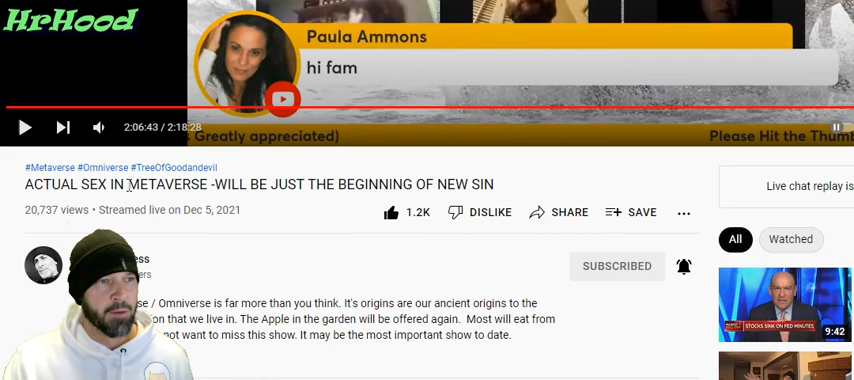 HrHood
Paula Ammons
hi fam
2:06:43 / 2:18:28
s Greatly appreciated)
Please Hit the Thum
#Metaverse #Omniverse #TreeOfGoodandevil
ACTUAL SEX IN METAVERSE -WILL BE JUST THE BEGINNING OF NEW SIN
20,737 views • Streamed live on Dec 5, 2021
1.2K DISLIKE SHARE SAVE ...
Live chat replay is
All Watched
ess
ers
SUBSCRIBED
se / Omniverse is far more than you think. It's origins are our ancient origins to the
on that we live in. The Apple in the garden will be offered again. Most will eat from
not want to miss this show. It may be the most important show to date.
STOCKS SINK ON FED MINUTES
9:42